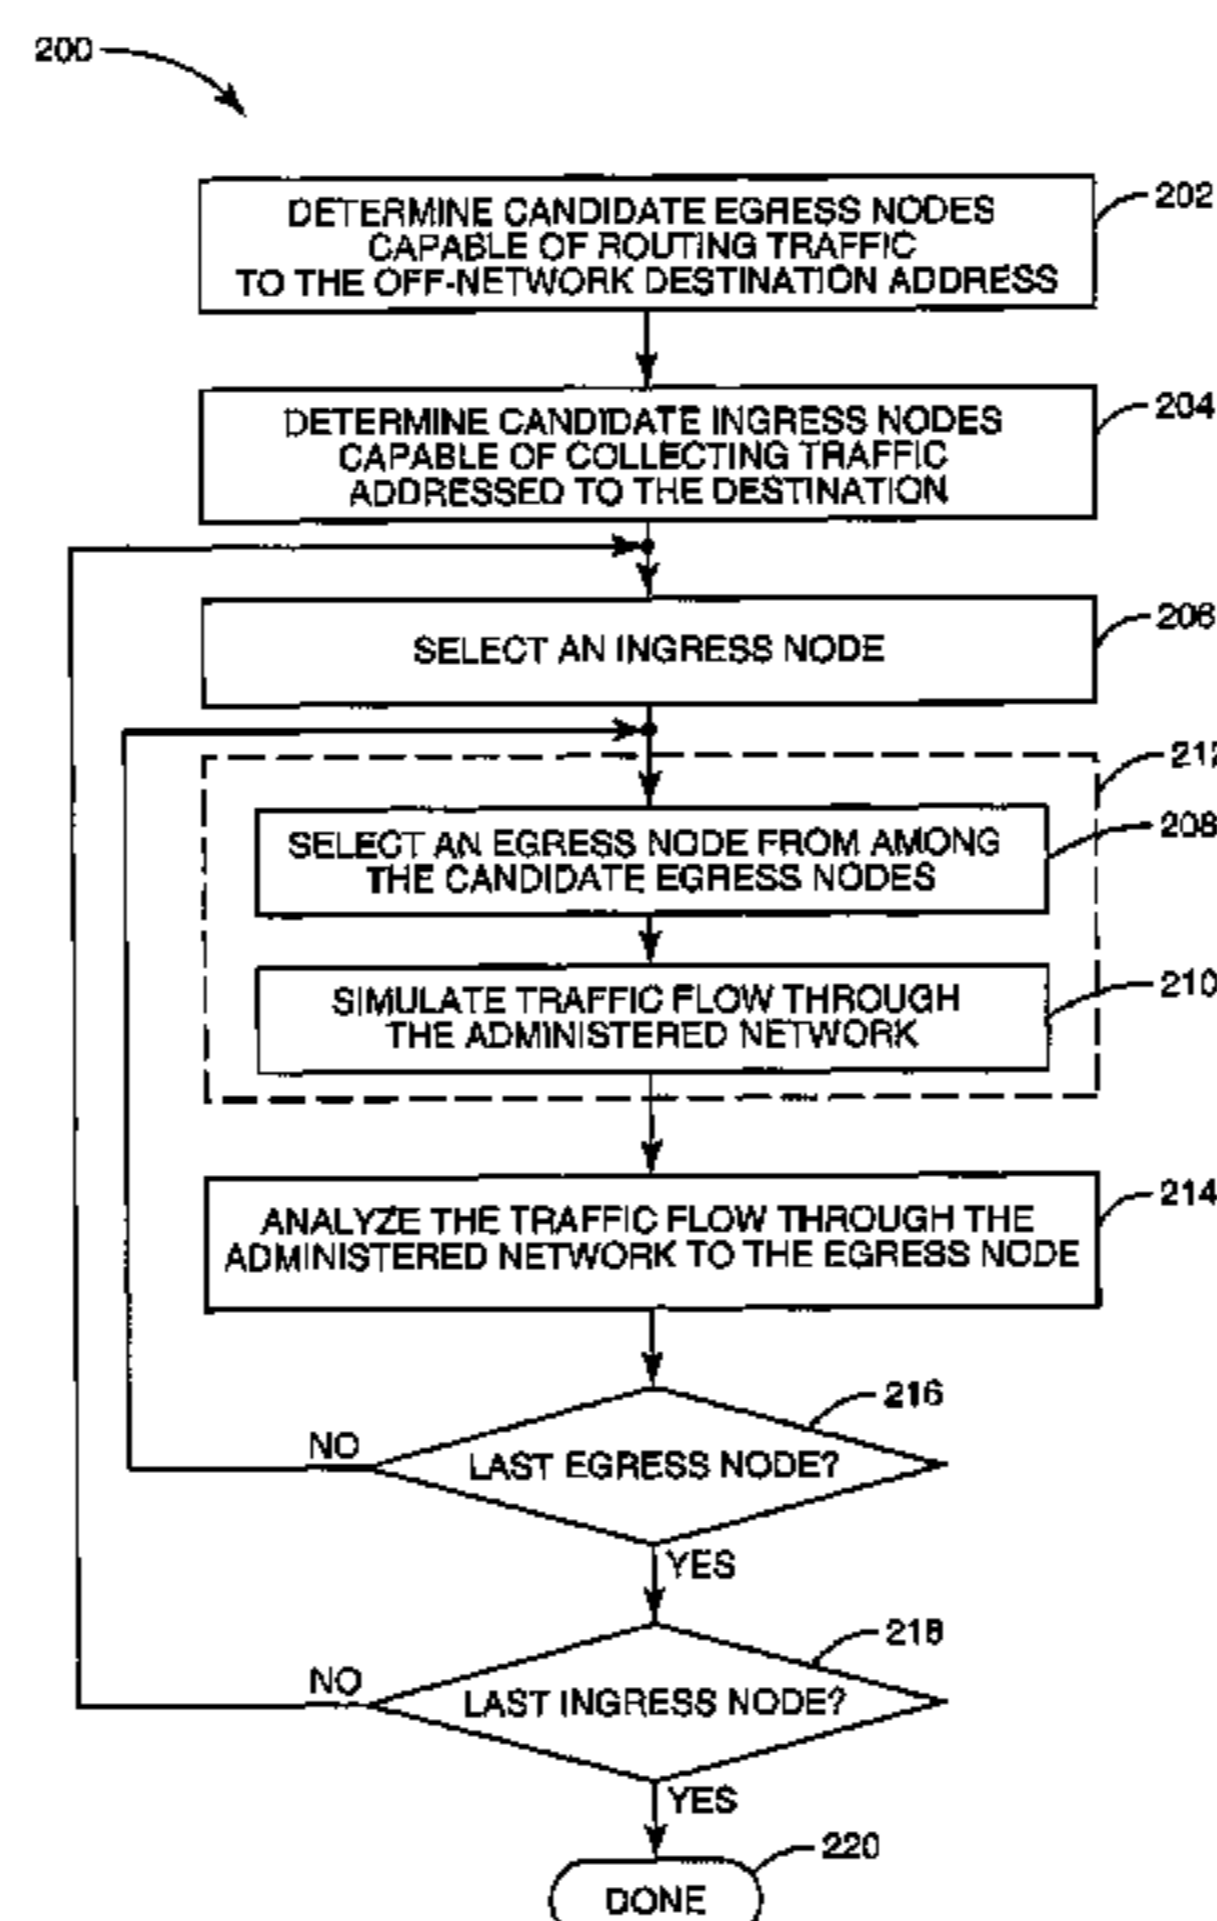 200
DETERMINE CANDIDATE EGRESS NODES
CAPABLE OF ROUTING TRAFFIC
TO THE OFF-NETWORK DESTINATION ADDRESS
202
DETERMINE CANDIDATE INGRESS NODES
CAPABLE OF COLLECTING TRAFFIC
ADDRESSED TO THE DESTINATION
204
SELECT AN INGRESS NODE
206
212
SELECT AN EGRESS NODE FROM AMONG
THE CANDIDATE EGRESS NODES
208
SIMULATE TRAFFIC FLOW THROUGH
THE ADMINISTERED NETWORK
210
ANALYZE THE TRAFFIC FLOW THROUGH THE
ADMINISTERED NETWORK TO THE EGRESS NODE
214
216
NO
LAST EGRESS NODE?
YES
218
NO
LAST INGRESS NODE?
YES
220
DONE